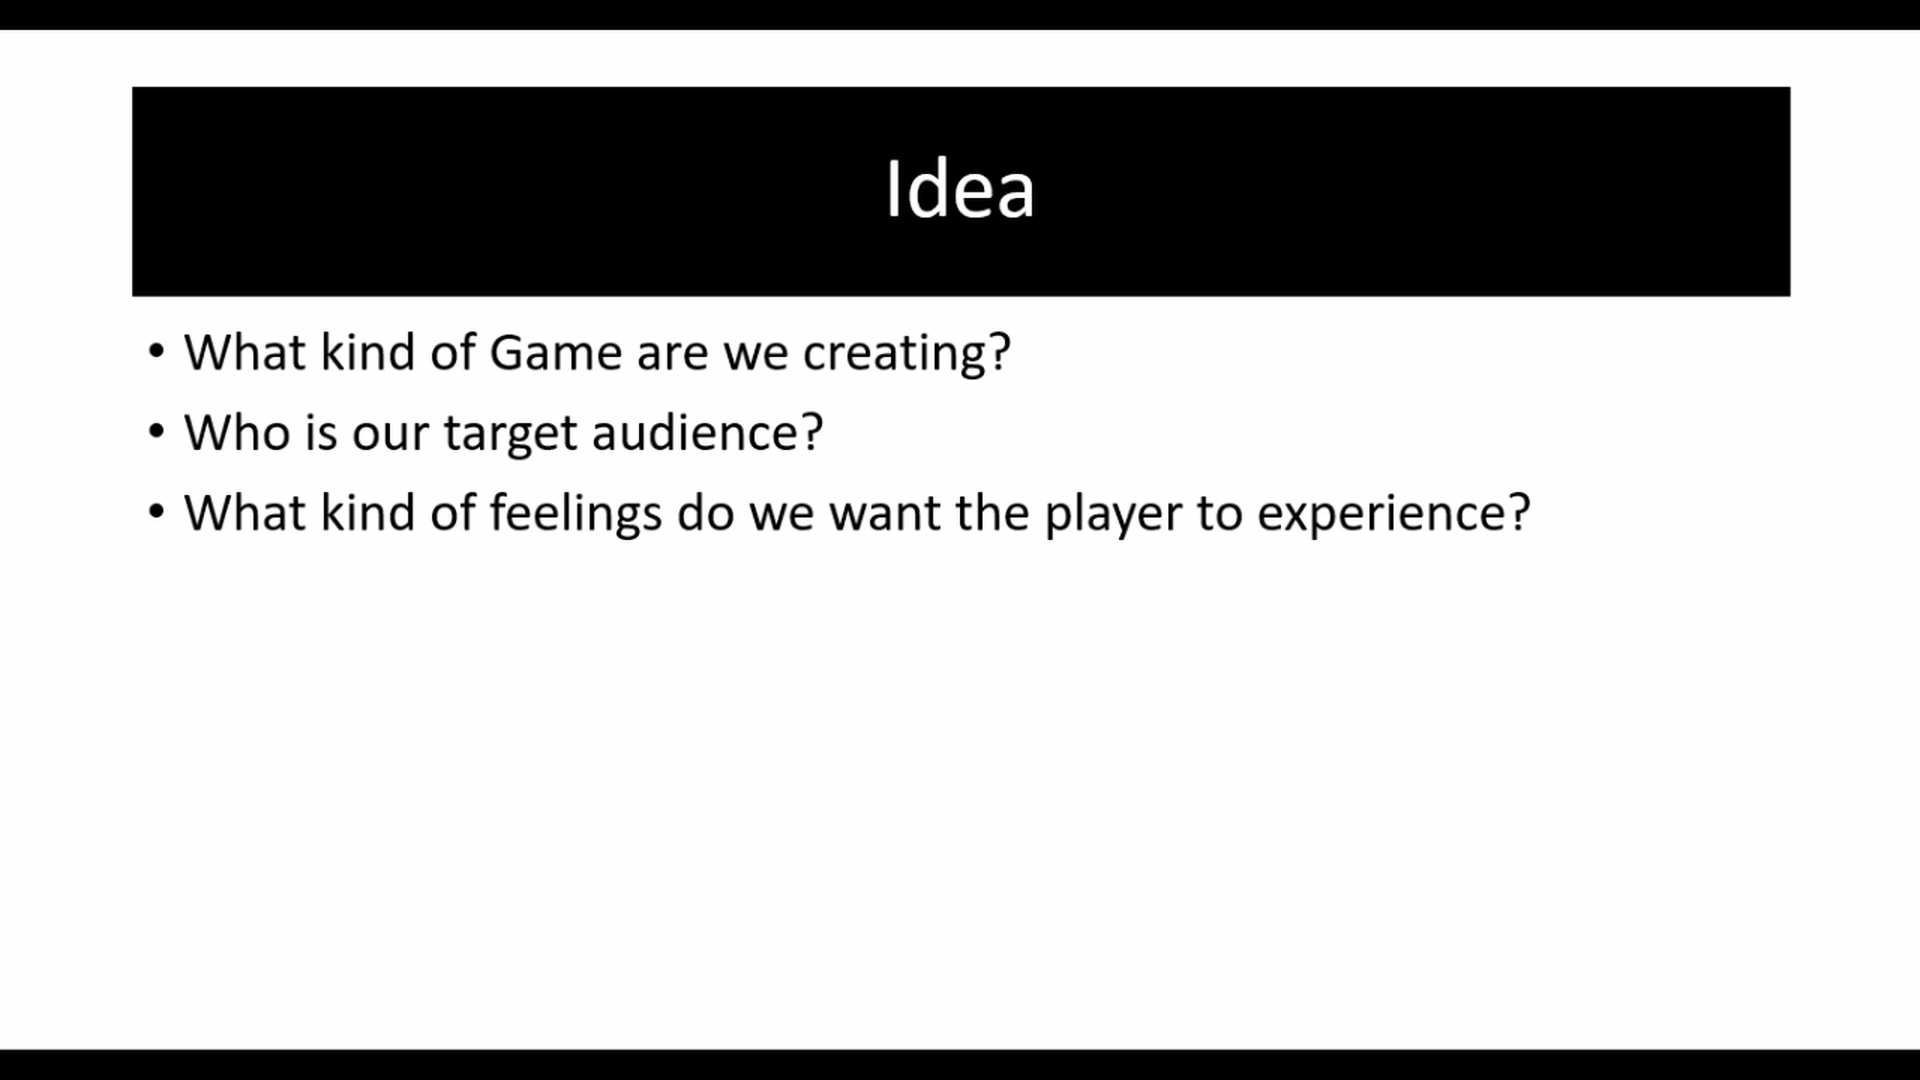 Idea
• What kind of Game are we creating?
• Who is our target audience?
• What kind of feelings do we want the player to experience?